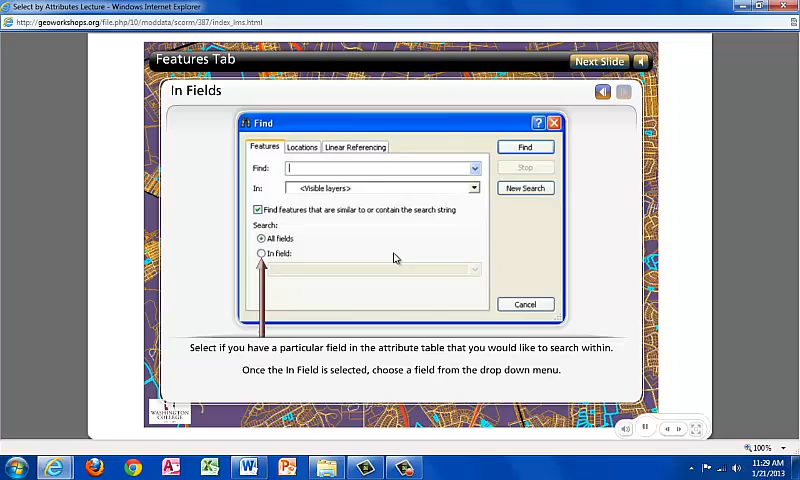 Select by Attributes Lecture - Windows Internet Explorer
http://geoworkshops.org/file.php/10/moddata/scorm/387/index_lms.html
Features Tab
Next Slide
In Fields
Find
Features Locations Linear Referencing
Find:
Find
Stop
In: <Visible layers>
New Search
Find features that are similar to or contain the search string
Search:
All fields
In field:
Cancel
Select if you have a particular field in the attribute table that you would like to search within.
Once the In Field is selected, choose a field from the drop down menu.
WASHINGTON
COLLEGE
100%
11:29 AM
1/21/2013